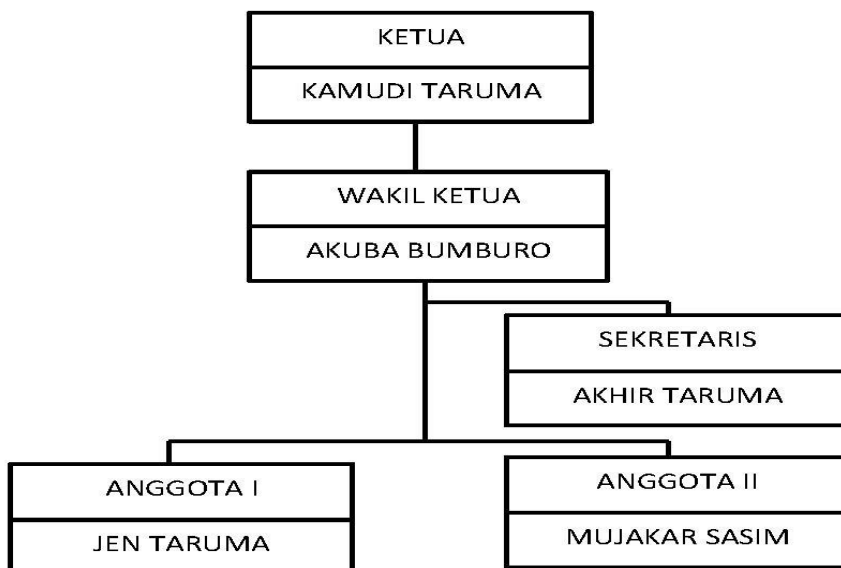 KETUA
KAMUDI TARUMA
WAKIL KETUA
AKUBA BUMBURO
SEKRETARIS
AKHIR TARUMA
ANGGOTA I
JEN TARUMA
ANGGOTA II
MUJAKAR SASIM